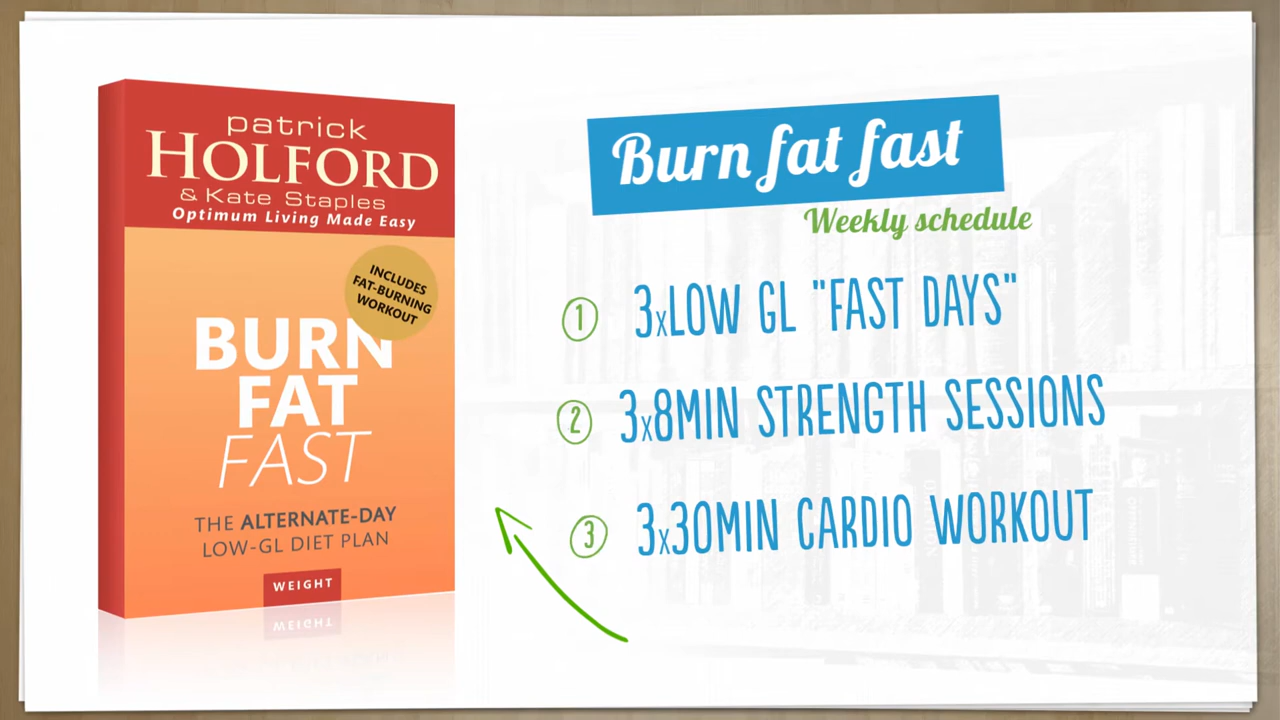 patrick
HOLFORD
& Kate Staples
Optimum Living Made Easy
INCLUDES
FAT-BURNING
WORKOUT
BURN
FAT
FAST
THE ALTERNATE-DAY
LOW-GL DIET PLAN
WEIGHT
Burn fat fast
Weekly schedule
1 3xLOW GL "FAST DAYS"
2 3x8MIN STRENGTH SESSIONS
3 3x30MIN CARDIO WORKOUT